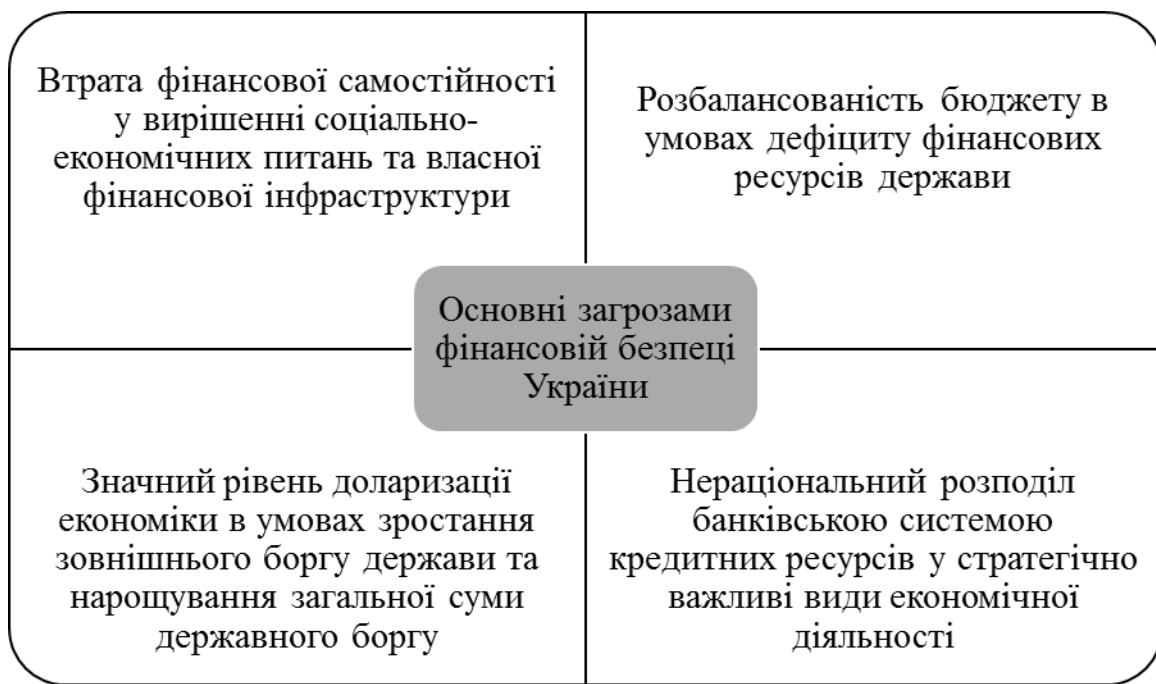 Втрата фінансової самостійності
у вирішенні соціально-
економічних питань та власної
фінансової інфраструктури
Розбалансованість бюджету в
умовах дефіциту фінансових
ресурсів держави
Основні загрозами
фінансовій безпеці
України
Значний рівень доларизації
економіки в умовах зростання
зовнішнього боргу держави та
нарощування загальної суми
державного боргу
Нераціональний розподіл
банківською системою
кредитних ресурсів у стратегічно
важливі види економічної
діяльності